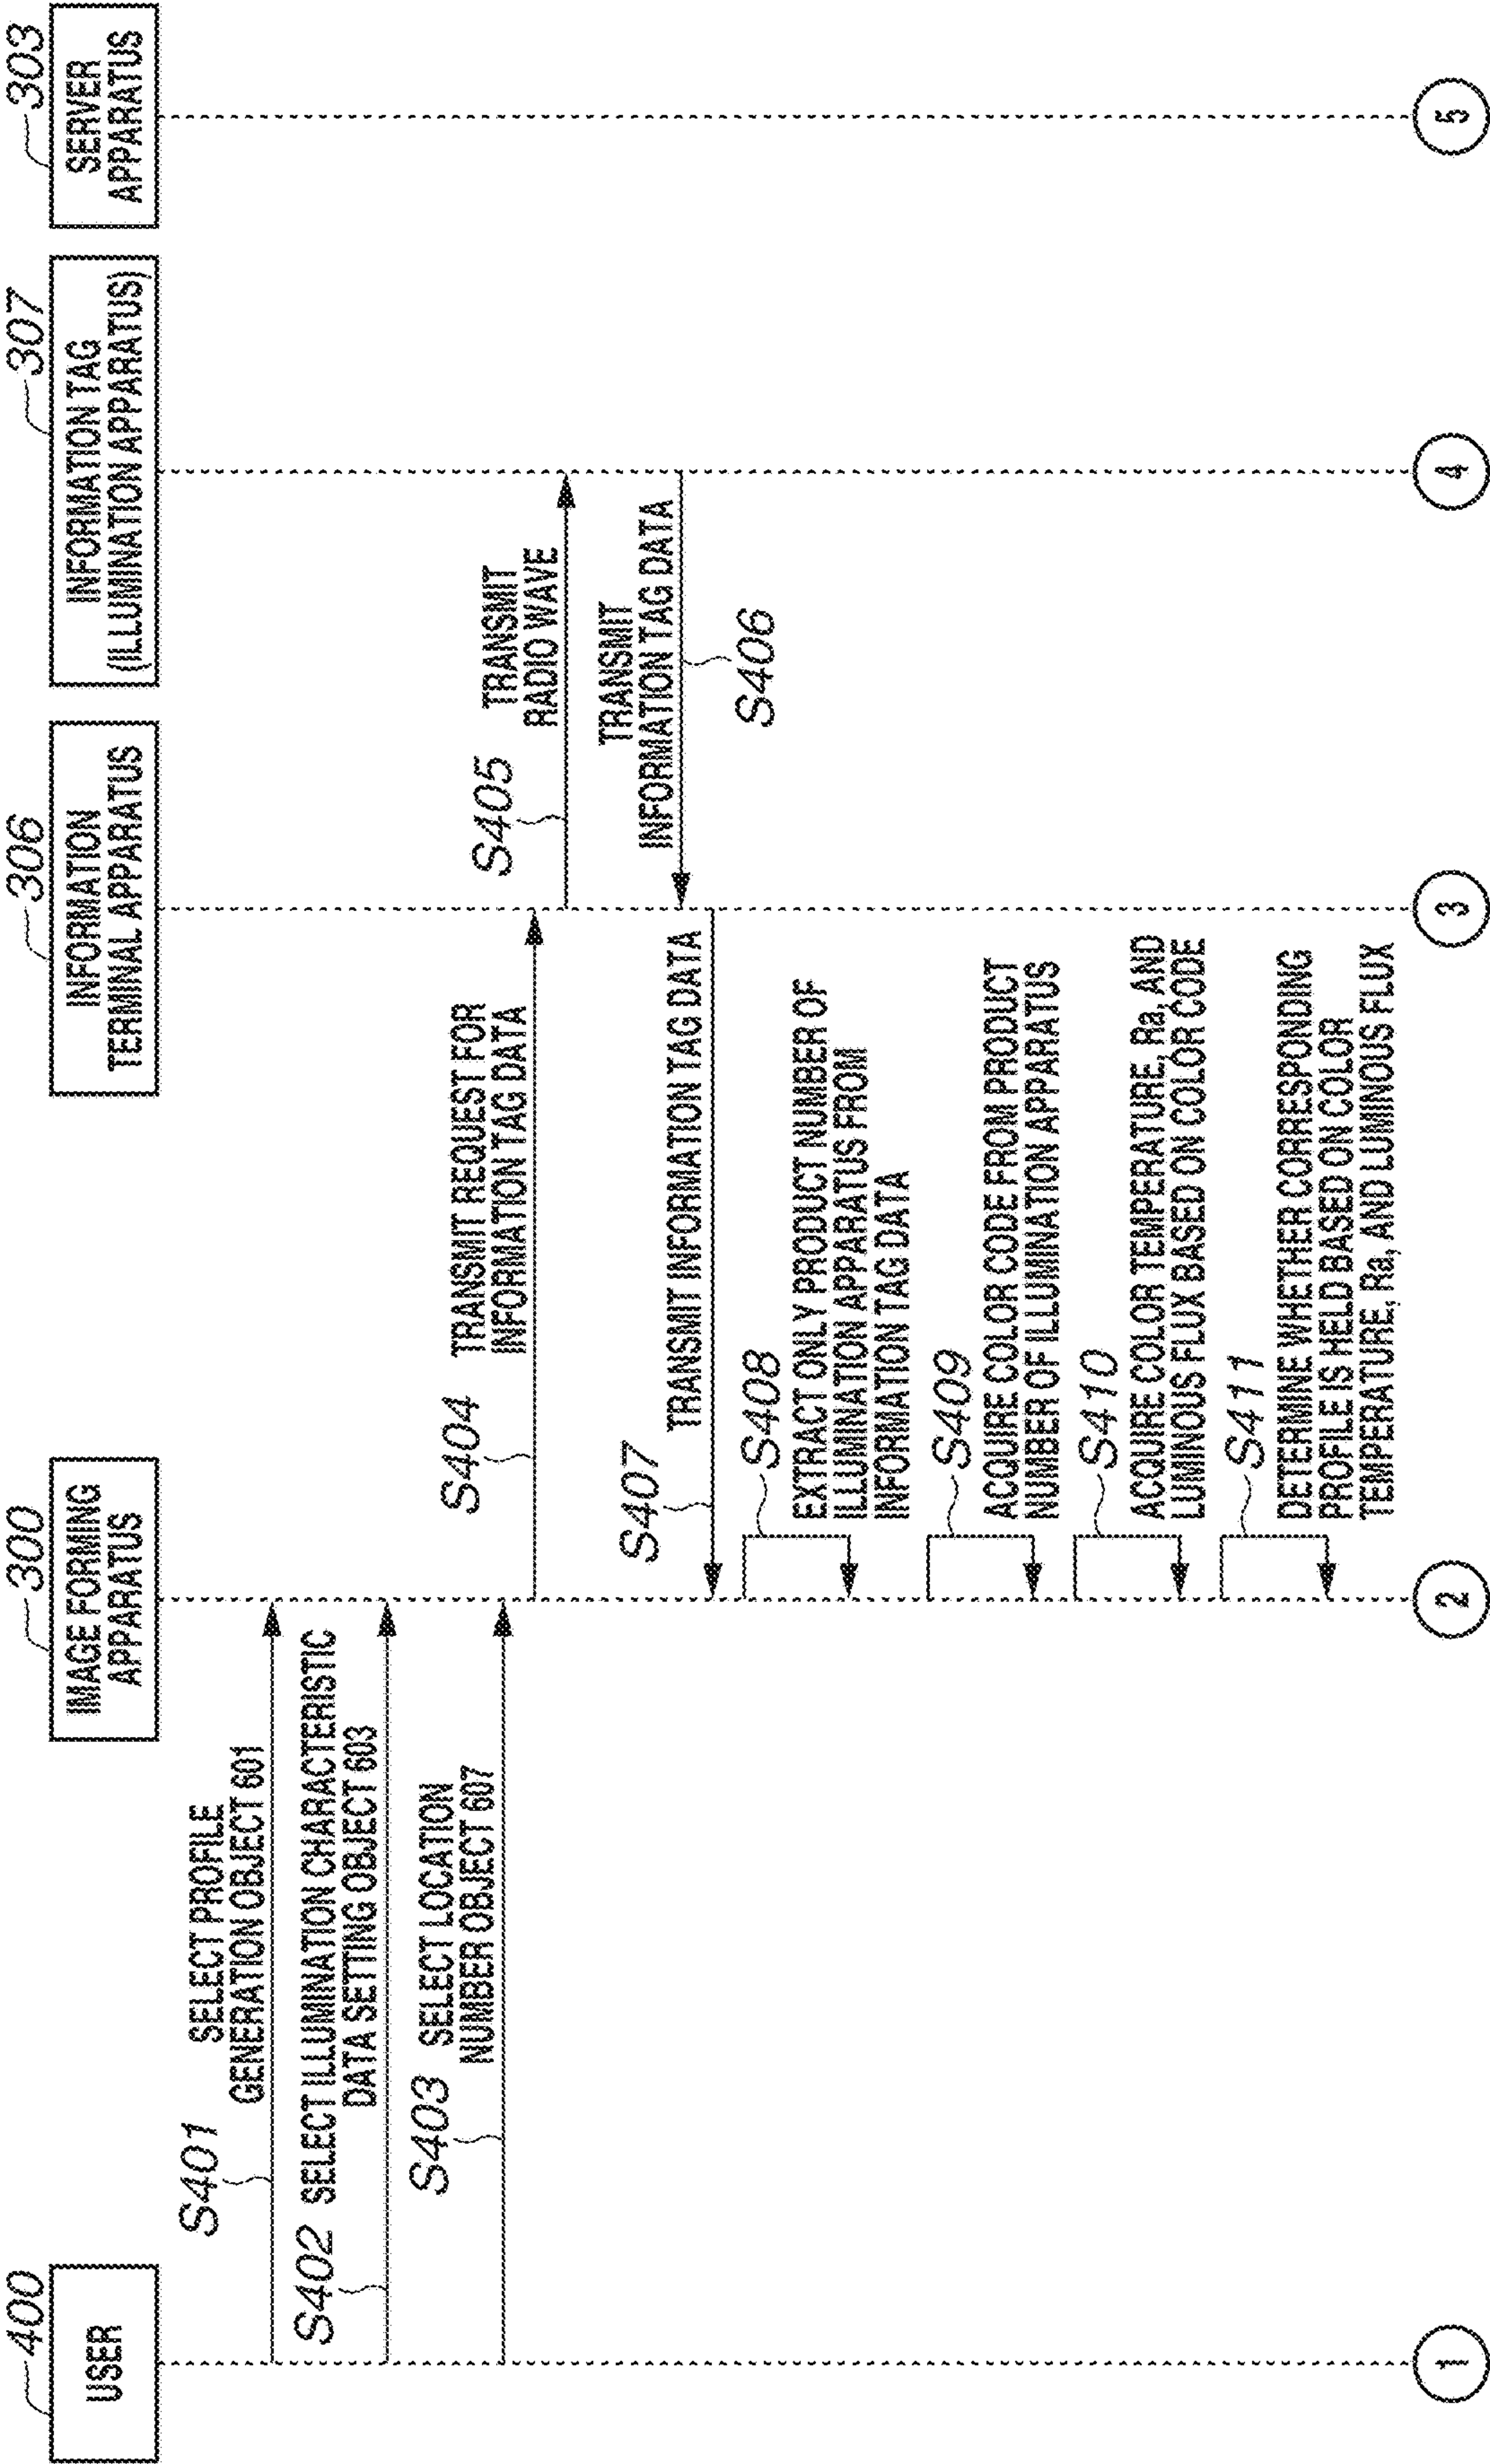 400
USER
300
IMAGE FORMING
APPARATUS
306
INFORMATION
TERMINAL APPARATUS
307
INFORMATION TAG
(ILLUMINATION APPARATUS)
303
SERVER
APPARATUS
S401
SELECT PROFILE
GENERATION OBJECT 601
S402
SELECT ILLUMINATION CHARACTERISTIC
DATA SETTING OBJECT 603
S403
SELECT LOCATION
NUMBER OBJECT 607
S404
TRANSMIT REQUEST FOR
INFORMATION TAG DATA
S405
TRANSMIT
RADIO WAVE
TRANSMIT
INFORMATION TAG DATA
S406
S407
TRANSMIT INFORMATION TAG DATA
S408
EXTRACT ONLY PRODUCT NUMBER OF
ILLUMINATION APPARATUS FROM
INFORMATION TAG DATA
S409
ACQUIRE COLOR CODE FROM PRODUCT
NUMBER OF ILLUMINATION APPARATUS
S410
ACQUIRE COLOR TEMPERATURE, Ra, AND
LUMINOUS FLUX BASED ON COLOR CODE
S411
DETERMINE WHETHER CORRESPONDING
PROFILE IS HELD BASED ON COLOR
TEMPERATURE, Ra, AND LUMINOUS FLUX
1
2
3
4
5